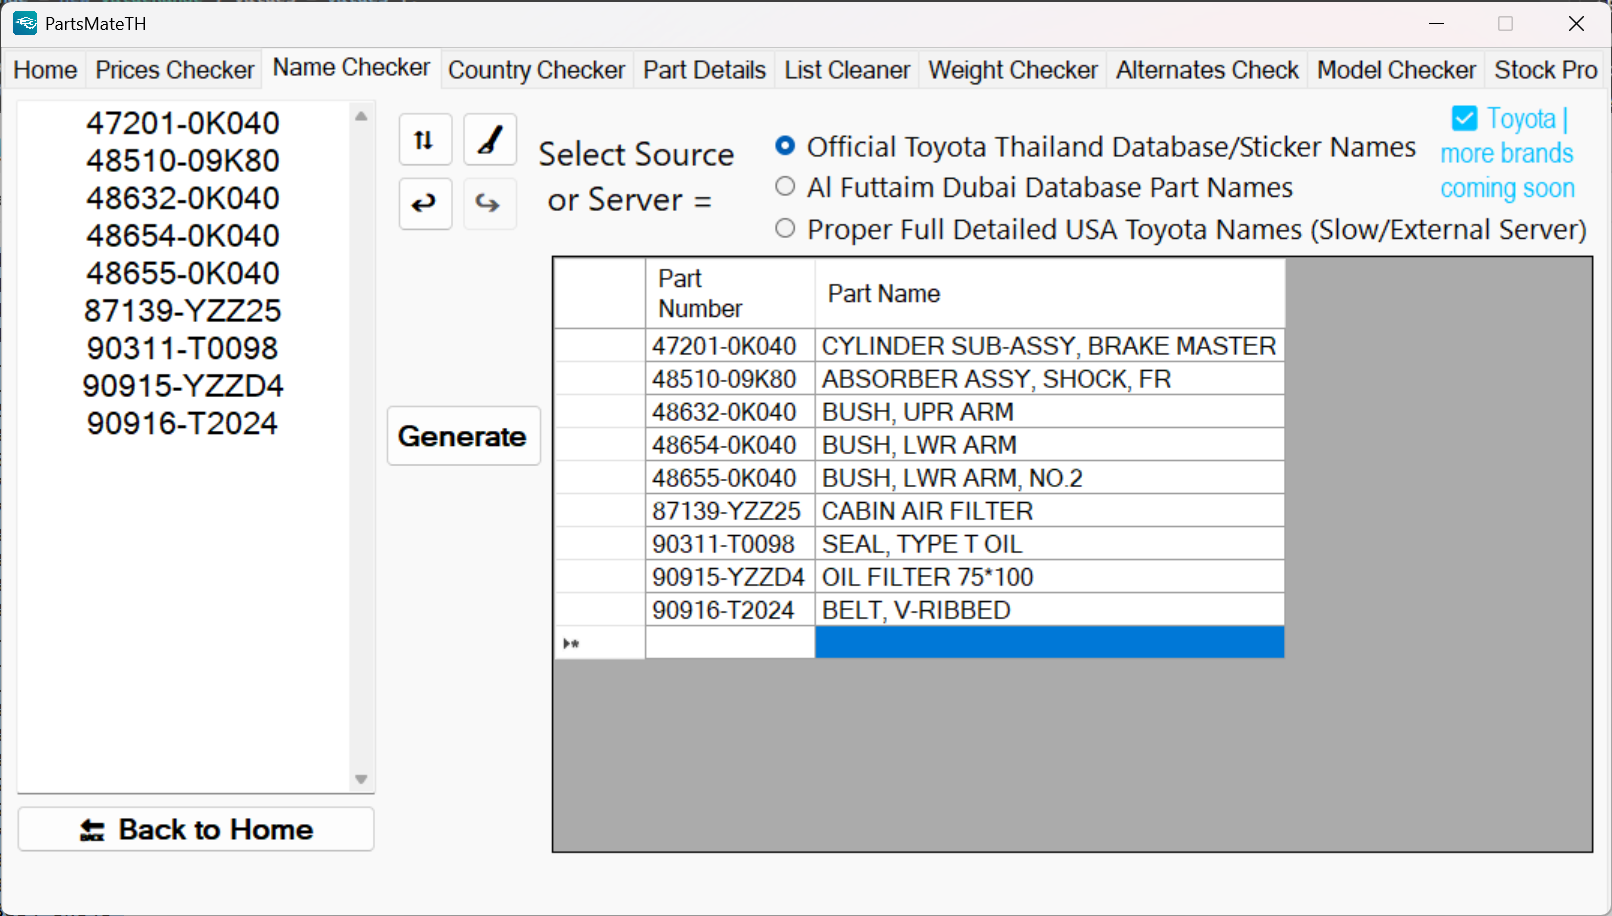 PartsMateTH
Home Prices Checker Name Checker Country Checker Part Details List Cleaner Weight Checker Alternates Check Model Checker Stock Pro
47201-0K040
48510-09K80
48632-0K040
48654-0K040
48655-0K040
87139-YZZ25
90311-T0098
90915-YZZD4
90916-T2024
Back to Home
Generate
Select Source
or Server =
Official Toyota Thailand Database/Sticker Names
Al Futtaim Dubai Database Part Names
Proper Full Detailed USA Toyota Names (Slow/External Server)
Toyota |
more brands
coming soon
Part
Number
Part Name
47201-0K040 CYLINDER SUB-ASSY, BRAKE MASTER
48510-09K80 ABSORBER ASSY, SHOCK, FR
48632-0K040 BUSH, UPR ARM
48654-0K040 BUSH, LWR ARM
48655-0K040 BUSH, LWR ARM, NO.2
87139-YZZ25 CABIN AIR FILTER
90311-T0098 SEAL, TYPE T OIL
90915-YZZD4 OIL FILTER 75*100
90916-T2024 BELT, V-RIBBED